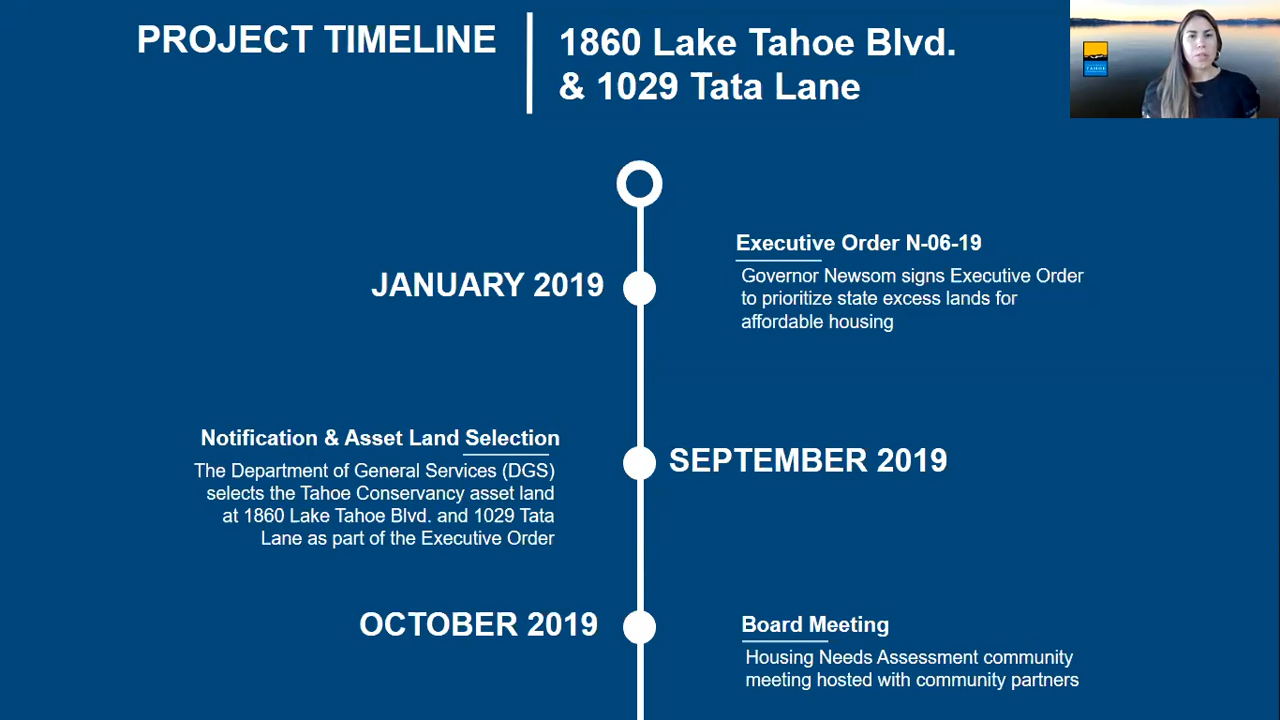 PROJECT TIMELINE
1860 Lake Tahoe Blvd.
& 1029 Tata Lane
TAHOE
JANUARY 2019
Executive Order N-06-19
Governor Newsom signs Executive Order
to prioritize state excess lands for
affordable housing
Notification & Asset Land Selection
The Department of General Services (DGS)
selects the Tahoe Conservancy asset land
at 1860 Lake Tahoe Blvd. and 1029 Tata
Lane as part of the Executive Order
SEPTEMBER 2019
OCTOBER 2019
Board Meeting
Housing Needs Assessment community
meeting hosted with community partners